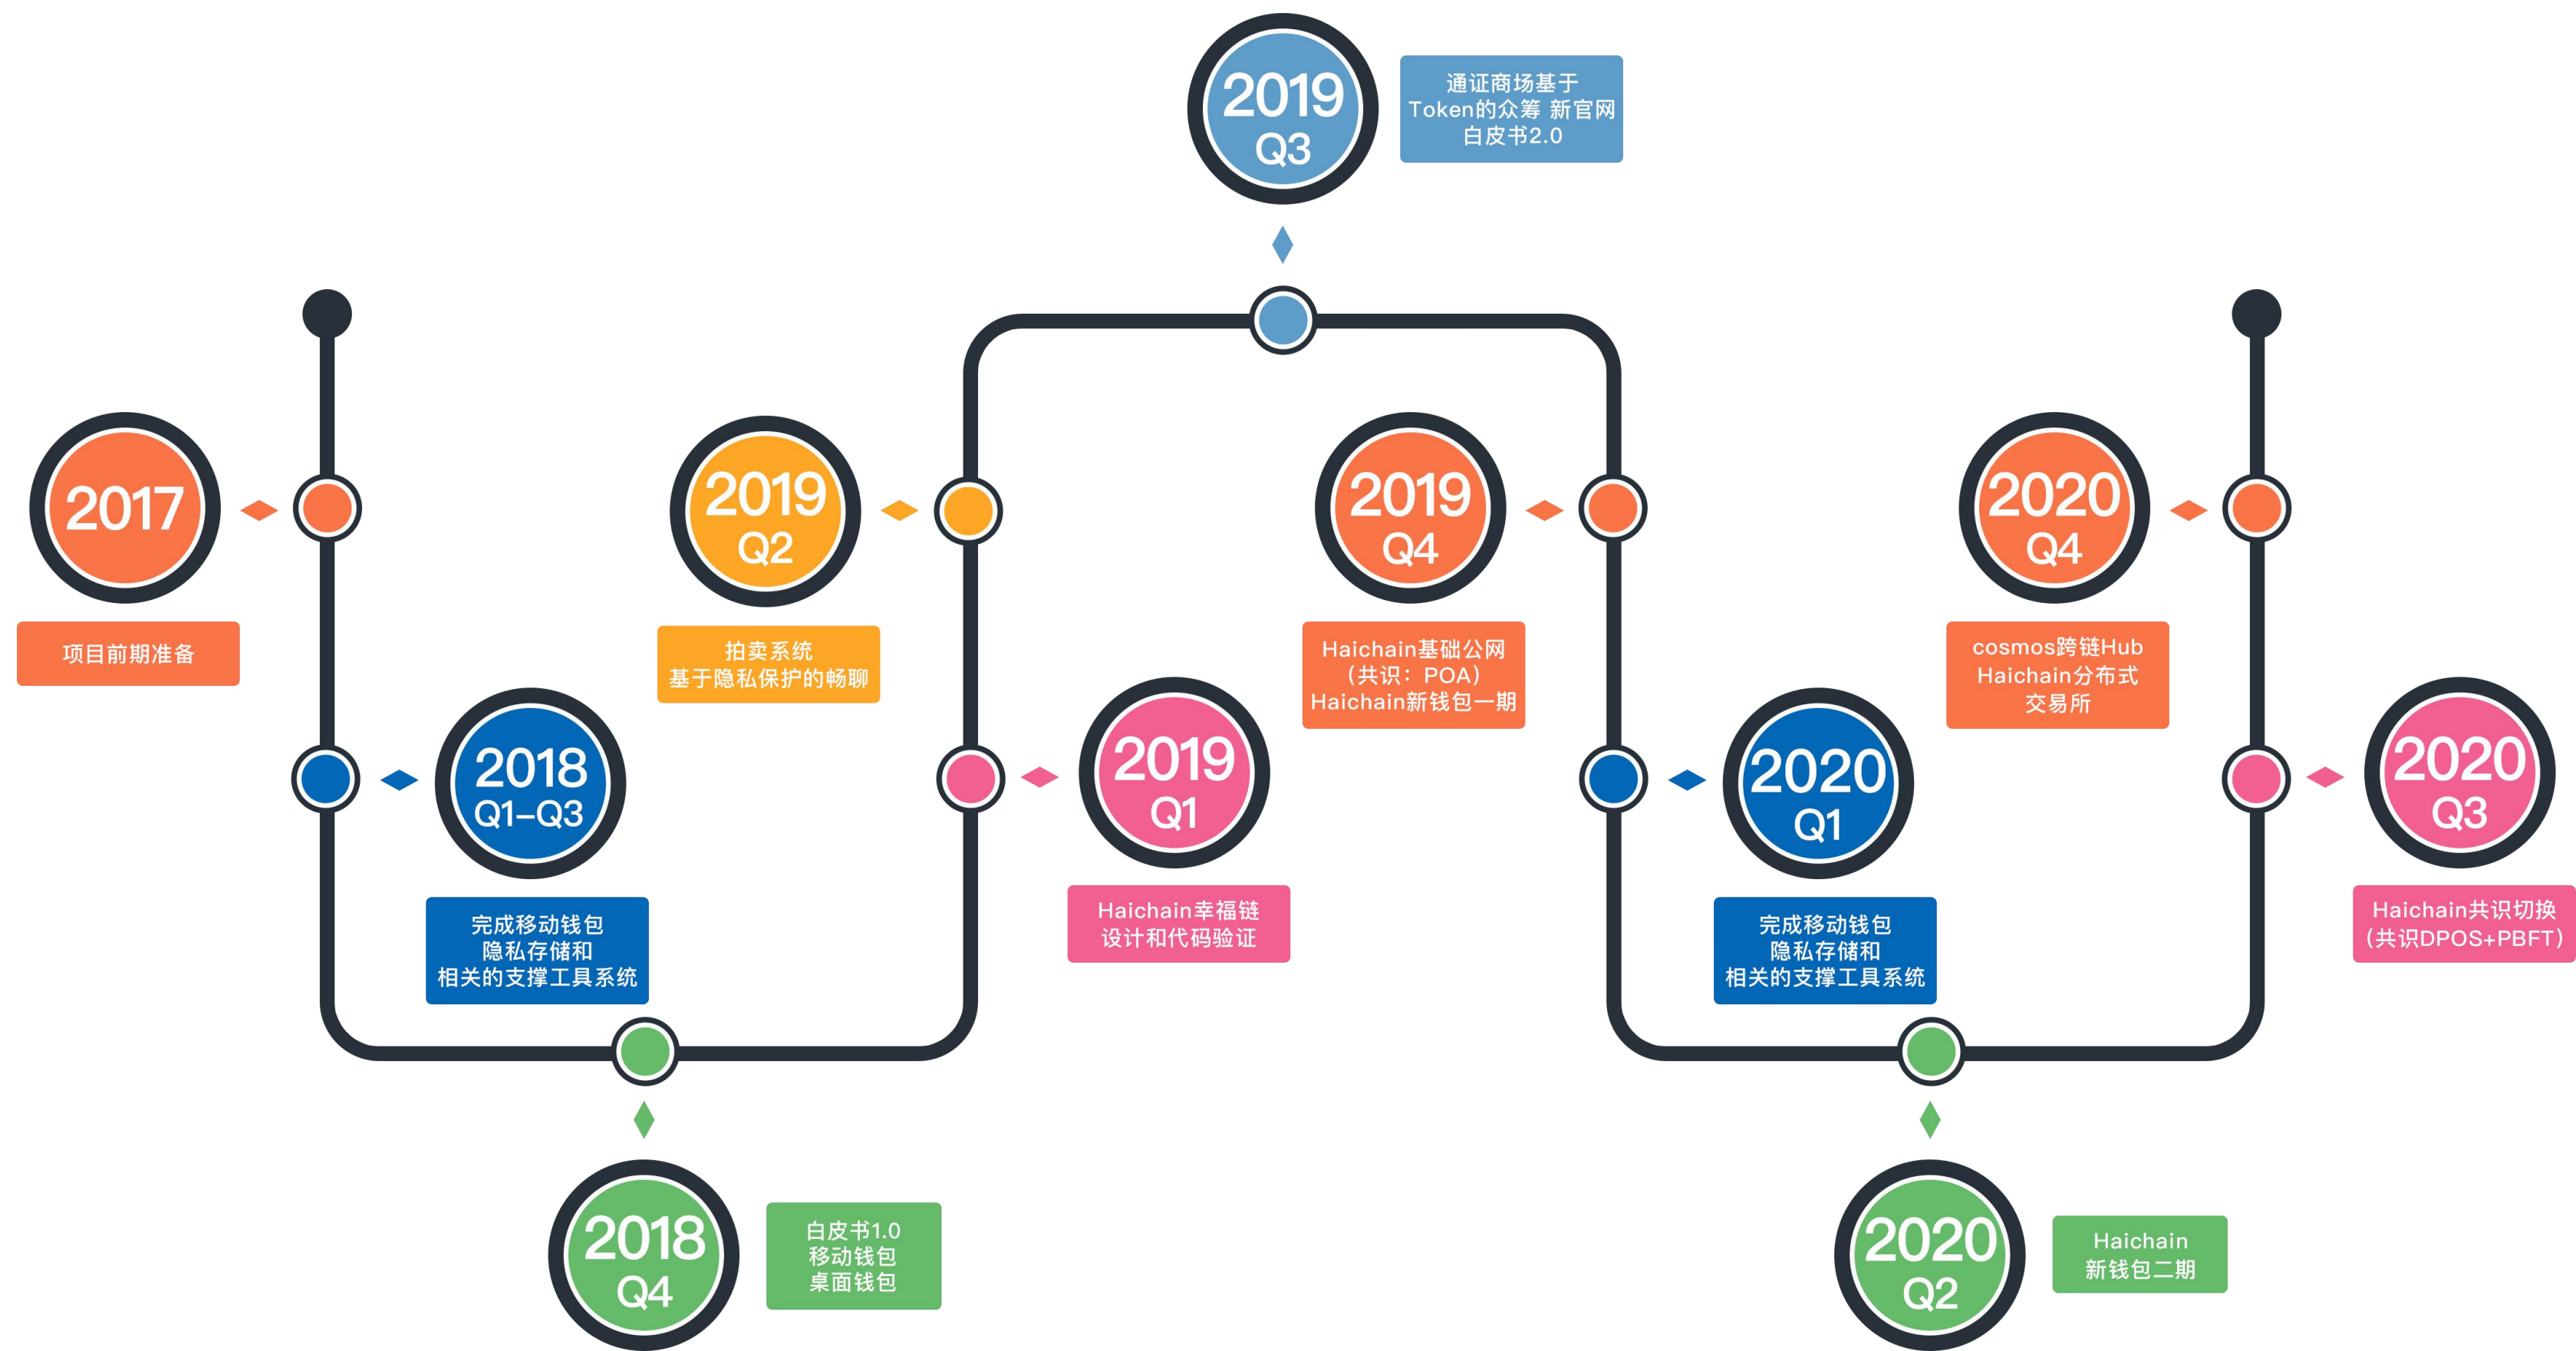 2017
项目前期准备
2018
Q1-Q3
完成移动钱包
隐私存储和
相关的支撑工具系统
2018
Q4
白皮书1.0
移动钱包
桌面钱包
2019
Q1
Haichain幸福链
设计和代码验证
2019
Q2
拍卖系统
基于隐私保护的畅聊
2019
Q3
通证商场基于
Token的众筹 新官网
白皮书2.0
2019
Q4
Haichain基础公网
（共识：POA）
Haichain新钱包一期
2020
Q1
完成移动钱包
隐私存储和
相关的支撑工具系统
2020
Q2
Haichain
新钱包二期
2020
Q3
Haichain共识切换
(共识DPOS+PBFT)
2020
Q4
cosmos跨链Hub
Haichain分布式
交易所